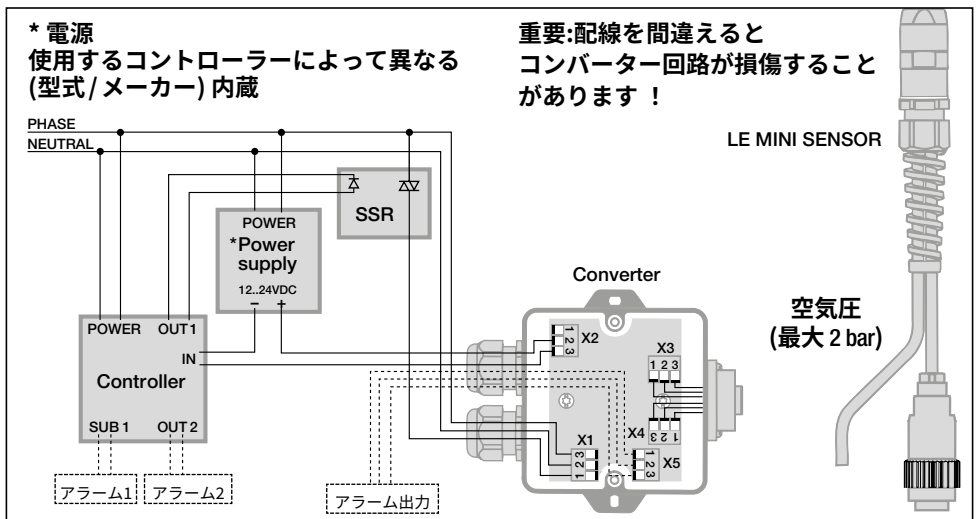 * 電源
使用するコントローラーによって異なる
(型式 / メーカー) 内蔵
重要:配線を間違えると
コンバーター回路が損傷すること
があります ！
PHASE
NEUTRAL
LE MINI SENSOR
SSR
POWER
*Power
supply
12..24VDC
− +
Converter
空気圧
(最大 2 bar)
POWER OUT1
IN
Controller
SUB 1 OUT2
1
2
3
X2
X3
1 2 3
X4
3 2 1
X1
3
2
1
1
2
3
X5
アラーム1
アラーム2
アラーム出力